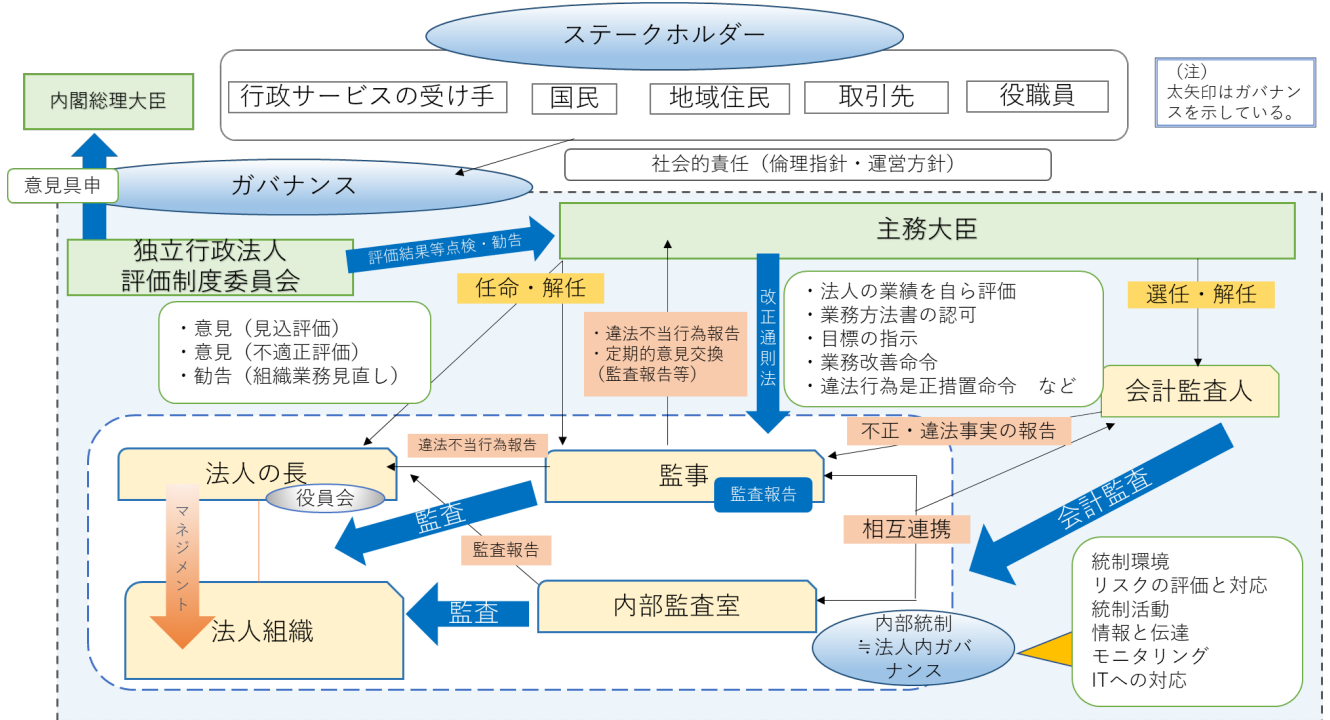 ステークホルダー
内閣総理大臣
行政サービスの受け手
国民
地域住民
取引先
役職員
(注)
太矢印はガバナン
スを示している。
社会的責任(倫理指針・運営方針)
意見具申
ガバナンス
独立行政法人
評価制度委員会
評価結果等点検・勧告
主務大臣
・意見(見込評価)
・意見(不適正評価)
・勧告(組織業務見直し)
任命・解任
・違法不当行為報告
・定期的意見交換
(監査報告等)
改正通則法
・法人の業績を自ら評価
・業務方法書の認可
・目標の指示
・業務改善命令
・違法行為是正措置命令 など
選任・解任
会計監査人
不正・違法事実の報告
違法不当行為報告
法人の長
役員会
監事
監査報告
監査
会計監査
マネジメント
監査報告
相互連携
法人組織
監査
内部監査室
内部統制
≒法人内ガバ
ナンス
統制環境
リスクの評価と対応
統制活動
情報と伝達
モニタリング
ITへの対応